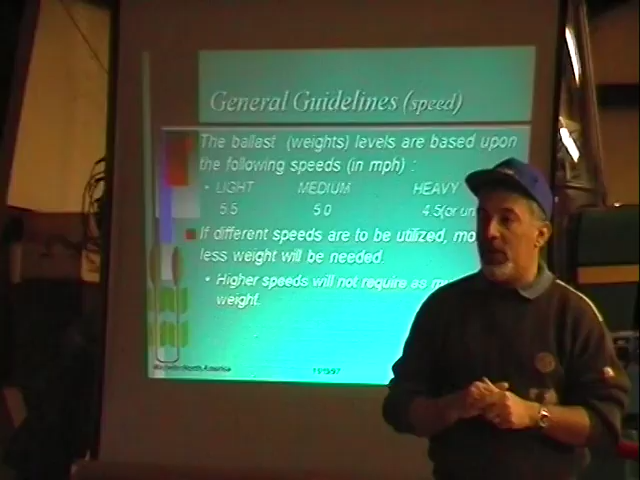 General Guidelines (speed)
The ballast (weights) levels are based upon
the following speeds (in mph) :
• LIGHT MEDIUM HEAVY
5.5 5.0 4.5(or un
If different speeds are to be utilized, mo
less weight will be needed.
• Higher speeds will not require as m
weight.
North America